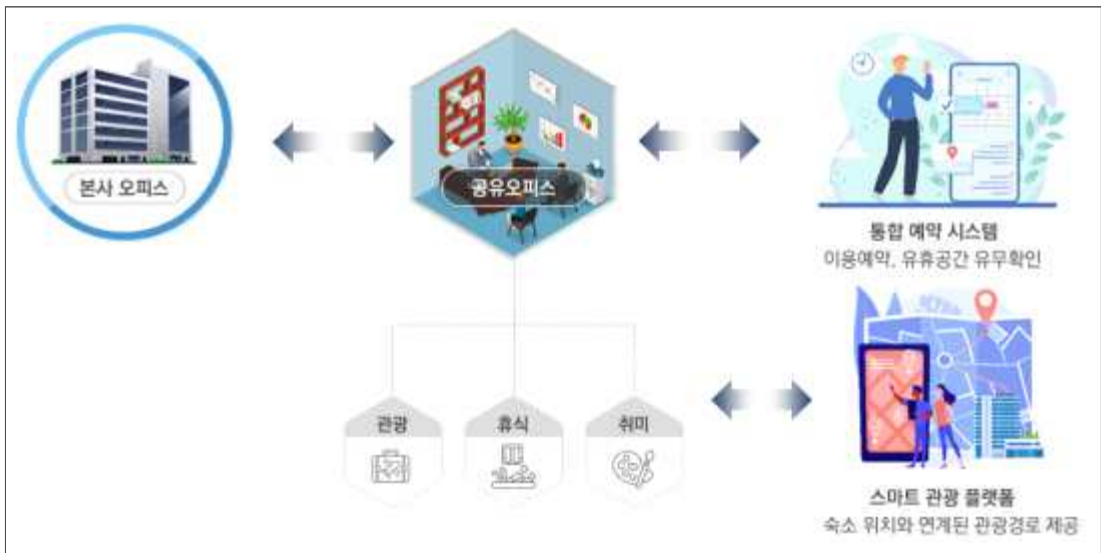 본사 오피스
공유오피스
통합 예약 시스템
이용예약, 유휴공간 유무확인
관광
휴식
취미
스마트 관광 플랫폼
숙소 위치와 연계된 관광경로 제공